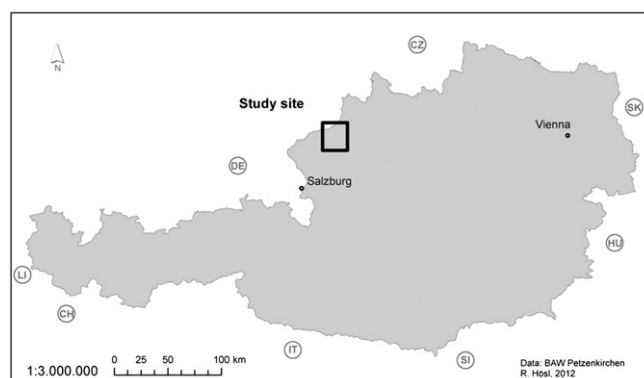 CZ
N
Study site
SK
Vienna
DE
Salzburg
HU
LI
CH
IT
SI
1:3.000.000
0 25 50 100 km
Data: BAW Petzenkirchen
R. Hösl, 2012